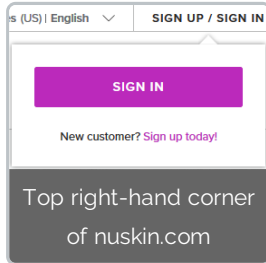 s (US) | English SIGN UP / SIGN IN
SIGN IN
New customer? Sign up today!
Top right-hand corner
of nuskin.com